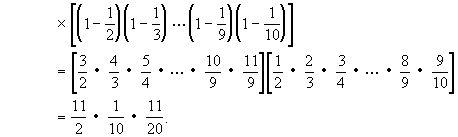 × [(1 − 1/2)(1 − 1/3) ⋯ (1 − 1/9)(1 − 1/10)]
= [3/2 • 4/3 • 5/4 • ⋯ • 10/9 • 11/9][1/2 • 2/3 • 3/4 • ⋯ • 8/9 • 9/10]
= 11/2 • 1/10 • 11/20.